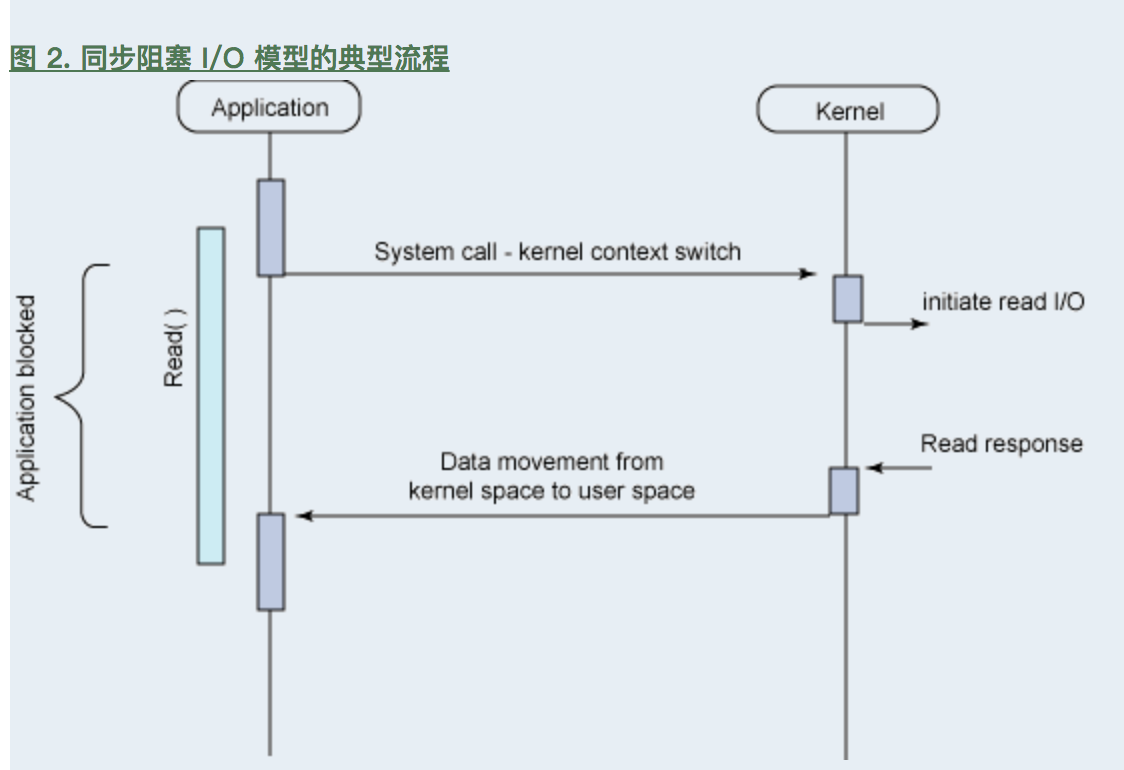 图 2. 同步阻塞 I/O 模型的典型流程
Application
Kernel
System call - kernel context switch
initiate read I/O
Application blocked
Read( )
Read response
Data movement from
kernel space to user space